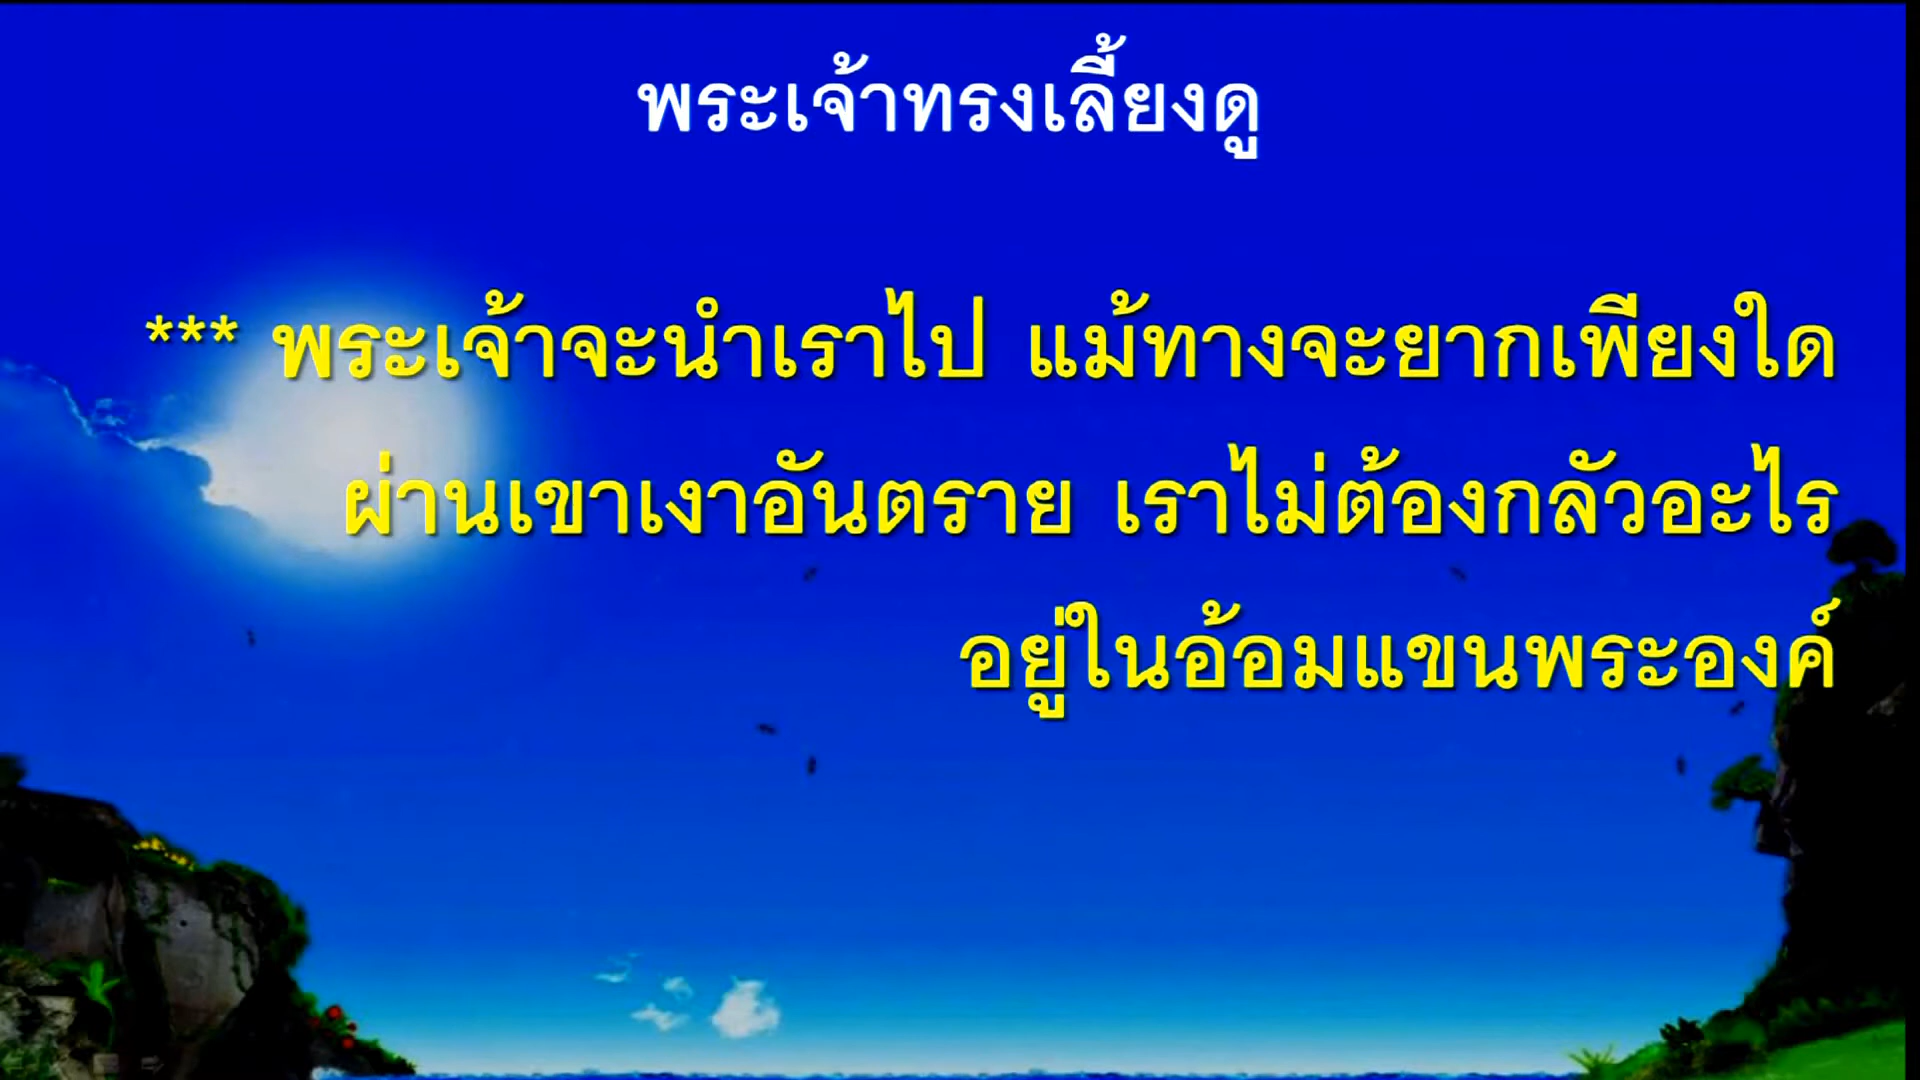 พระเจ้าทรงเลี้ยงดู
*** พระเจ้าจะนำเราไป แม้ทางจะยากเพียงใด
ผ่านเขาเงาอันตราย เราไม่ต้องกลัวอะไร
อยู่ในอ้อมแขนพระองค์